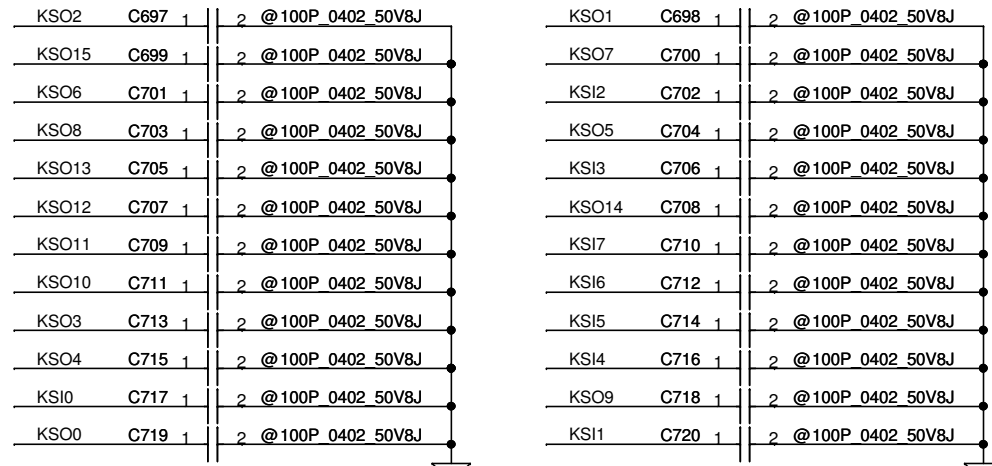 KSO2 C697 1 2 @100P_0402_50V8J
KSO15 C699 1 2 @100P_0402_50V8J
KSO6 C701 1 2 @100P_0402_50V8J
KSO8 C703 1 2 @100P_0402_50V8J
KSO13 C705 1 2 @100P_0402_50V8J
KSO12 C707 1 2 @100P_0402_50V8J
KSO11 C709 1 2 @100P_0402_50V8J
KSO10 C711 1 2 @100P_0402_50V8J
KSO3 C713 1 2 @100P_0402_50V8J
KSO4 C715 1 2 @100P_0402_50V8J
KSI0 C717 1 2 @100P_0402_50V8J
KSO0 C719 1 2 @100P_0402_50V8J
KSO1 C698 1 2 @100P_0402_50V8J
KSO7 C700 1 2 @100P_0402_50V8J
KSI2 C702 1 2 @100P_0402_50V8J
KSO5 C704 1 2 @100P_0402_50V8J
KSI3 C706 1 2 @100P_0402_50V8J
KSO14 C708 1 2 @100P_0402_50V8J
KSI7 C710 1 2 @100P_0402_50V8J
KSI6 C712 1 2 @100P_0402_50V8J
KSI5 C714 1 2 @100P_0402_50V8J
KSI4 C716 1 2 @100P_0402_50V8J
KSO9 C718 1 2 @100P_0402_50V8J
KSI1 C720 1 2 @100P_0402_50V8J